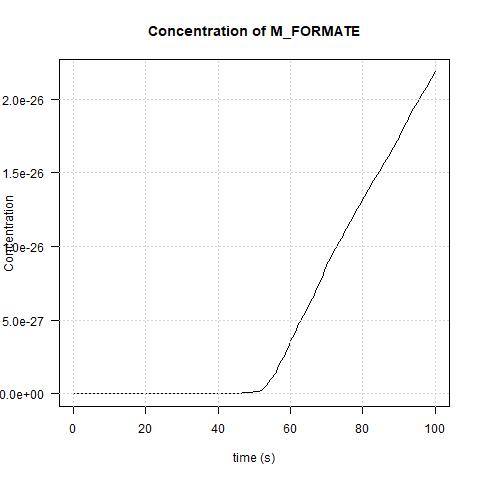 Concentration of M_FORMATE
Concentration
2.0e-26
1.5e-26
1.0e-26
5.0e-27
0.0e+00
0 20 40 60 80 100
time (s)